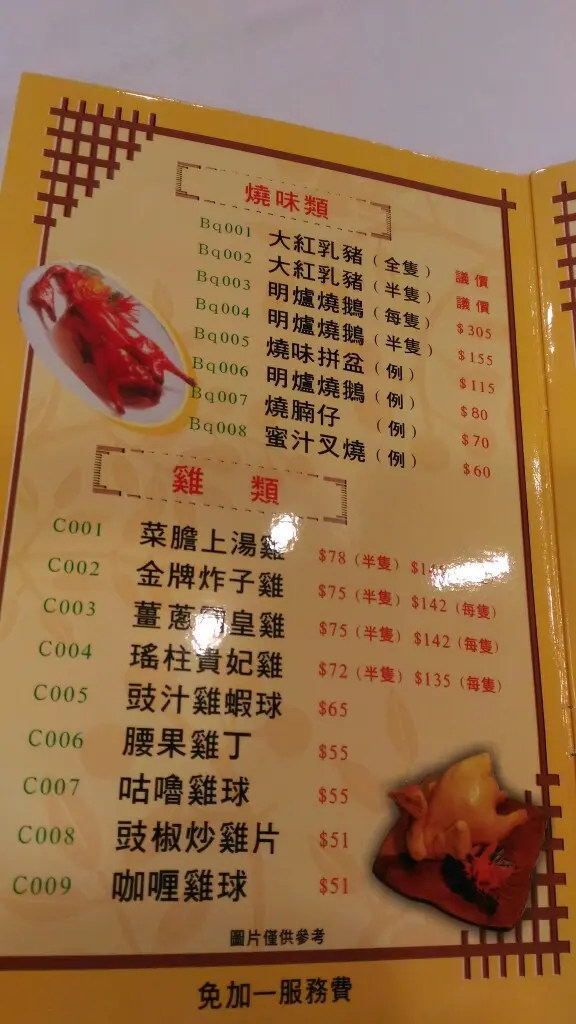 燒味類
Bq001 大紅乳豬（全隻） 議價
Bq002 大紅乳豬（半隻） 議價
Bq003 明爐燒鵝（每隻） $305
Bq004 明爐燒鵝（半隻） $155
Bq005 燒味拼盆（例） $115
Bq006 明爐燒鵝（例） $80
Bq007 燒腩仔（例） $70
Bq008 蜜汁叉燒（例） $60
雞類
C001 菜膽上湯雞 $78（半隻）
C002 金牌炸子雞 $75（半隻） $142（每隻）
C003 薑蔥皇雞 $75（半隻） $142（每隻）
C004 瑤柱貴妃雞 $72（半隻） $135（每隻）
C005 豉汁雞蝦球 $65
C006 腰果雞丁 $55
C007 咕嚕雞球 $55
C008 豉椒炒雞片 $51
C009 咖喱雞球 $51
圖片僅供參考
免加一服務費